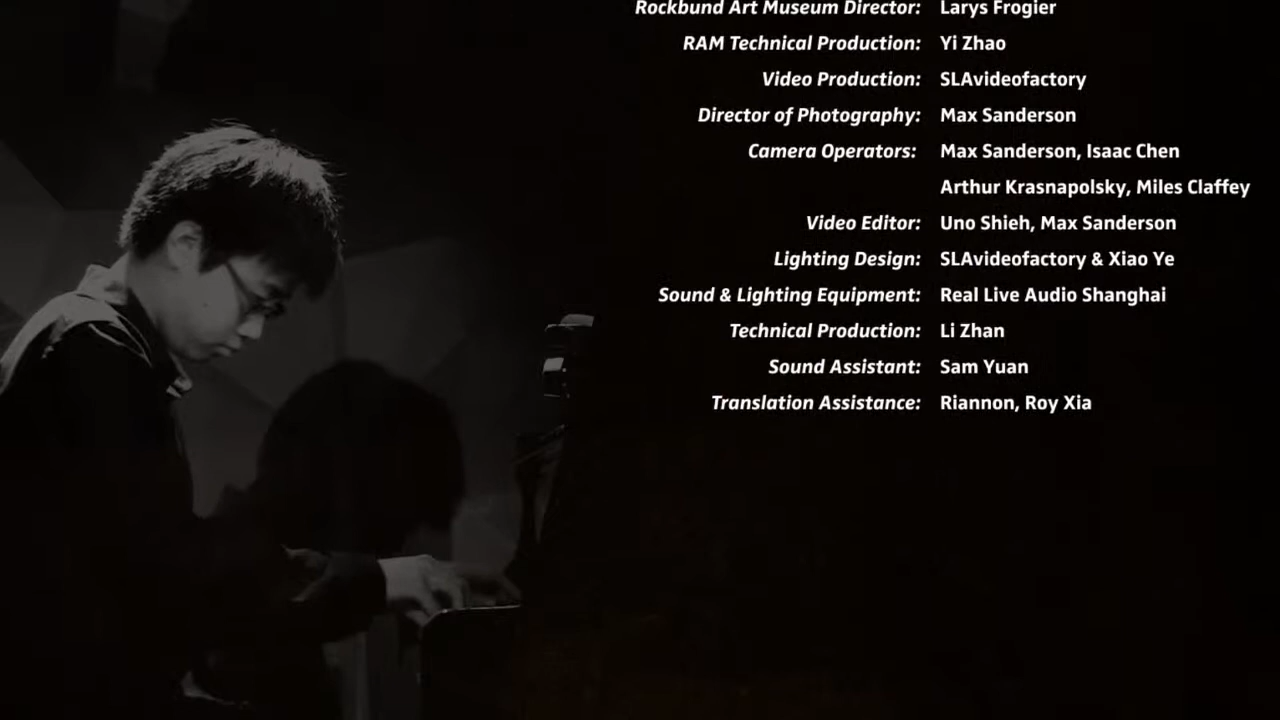 Rockbund Art Museum Director: Larys Frogier
RAM Technical Production: Yi Zhao
Video Production: SLAvideofactory
Director of Photography: Max Sanderson
Camera Operators: Max Sanderson, Isaac Chen
Arthur Krasnapolsky, Miles Claffey
Video Editor: Uno Shieh, Max Sanderson
Lighting Design: SLAvideofactory & Xiao Ye
Sound & Lighting Equipment: Real Live Audio Shanghai
Technical Production: Li Zhan
Sound Assistant: Sam Yuan
Translation Assistance: Riannon, Roy Xia